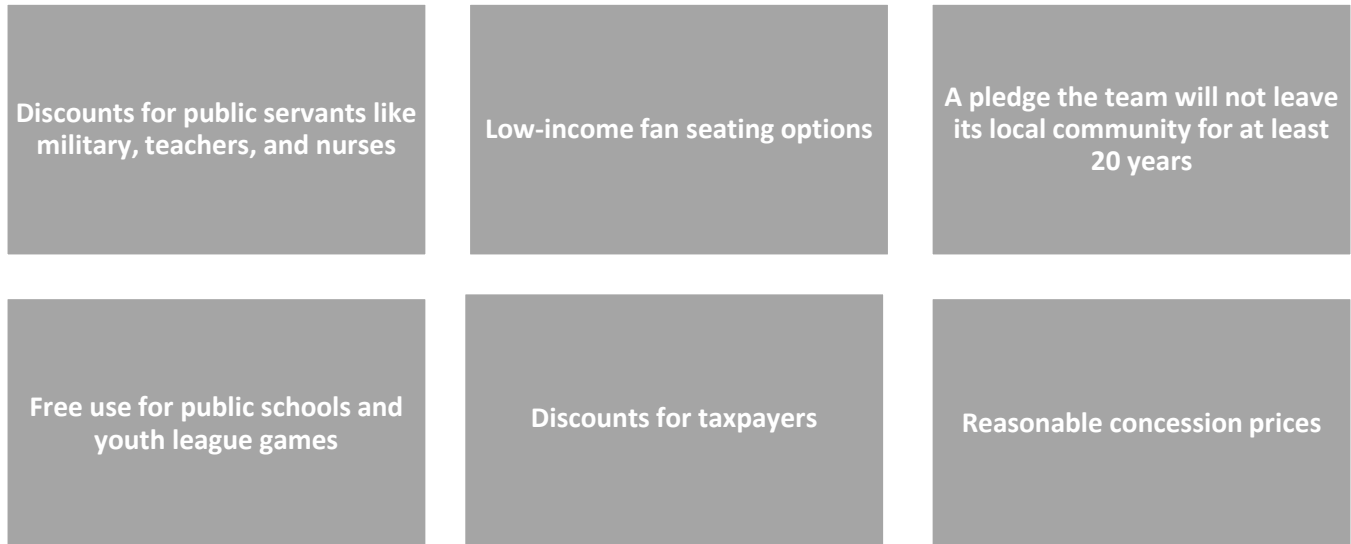 Discounts for public servants like
military, teachers, and nurses
Low-income fan seating options
A pledge the team will not leave
its local community for at least
20 years
Free use for public schools and
youth league games
Discounts for taxpayers
Reasonable concession prices